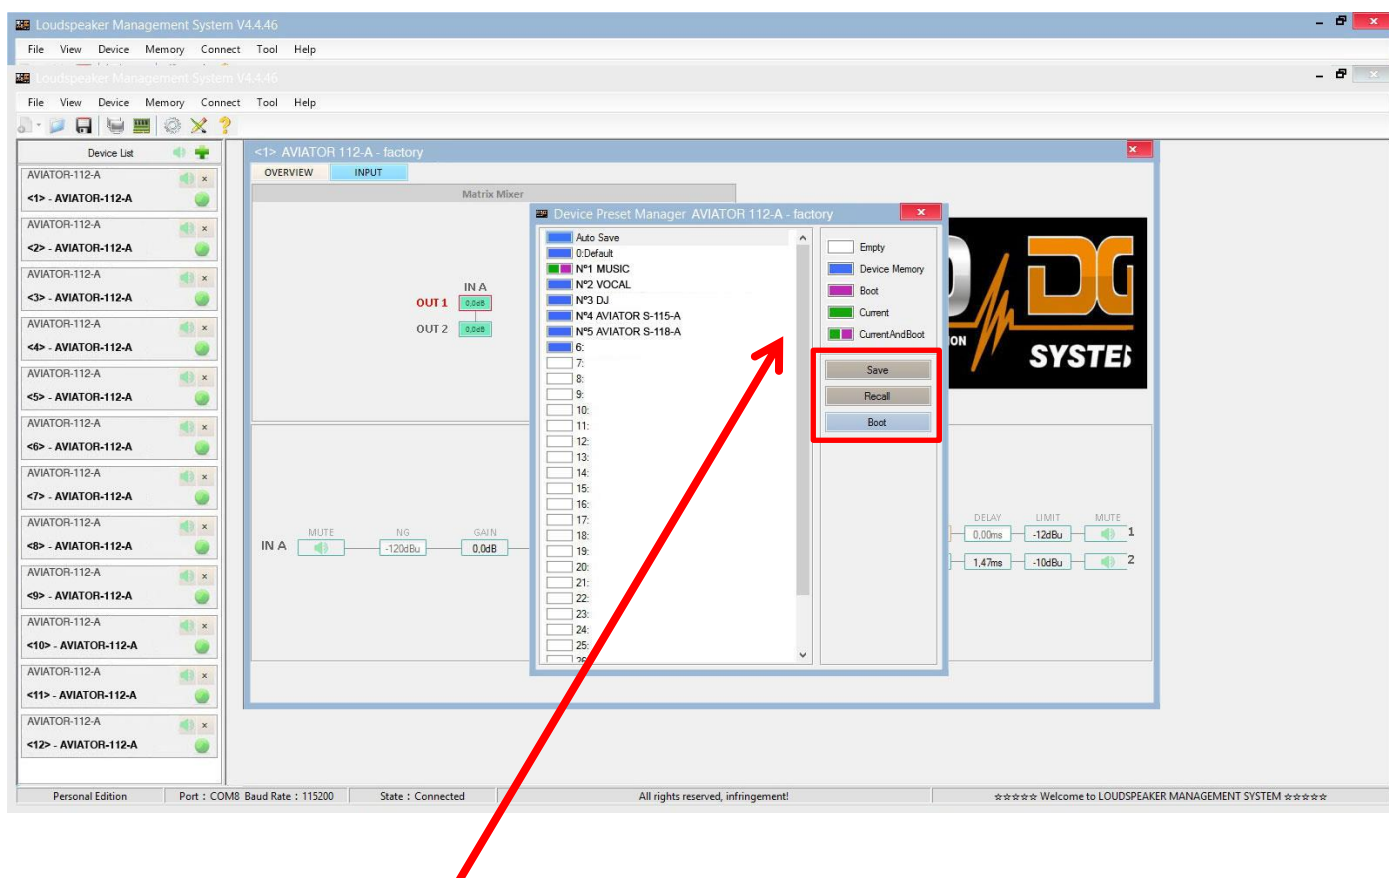 Loudspeaker Management System V4.4.46
File View Device Memory Connect Tool Help
Loudspeaker Management System V4.4.46
File View Device Memory Connect Tool Help
Device List
AVIATOR-112-A
<1> - AVIATOR-112-A
AVIATOR-112-A
<2> - AVIATOR-112-A
AVIATOR-112-A
<3> - AVIATOR-112-A
AVIATOR-112-A
<4> - AVIATOR-112-A
AVIATOR-112-A
<5> - AVIATOR-112-A
AVIATOR-112-A
<6> - AVIATOR-112-A
AVIATOR-112-A
<7> - AVIATOR-112-A
AVIATOR-112-A
<8> - AVIATOR-112-A
AVIATOR-112-A
<9> - AVIATOR-112-A
AVIATOR-112-A
<10> - AVIATOR-112-A
AVIATOR-112-A
<11> - AVIATOR-112-A
AVIATOR-112-A
<12> - AVIATOR-112-A
<1> AVIATOR 112-A - factory
OVERVIEW INPUT
Matrix Mixer
IN A
OUT 1 0,0dB
OUT 2 0,0dB
MUTE NG GAIN
IN A -120dBu 0,0dB
Device Preset Manager AVIATOR 112-A - factory
Auto Save
0:Default
Nº1 MUSIC
Nº2 VOCAL
Nº3 DJ
Nº4 AVIATOR S-115-A
Nº5 AVIATOR S-118-A
6:
7:
8:
9:
10:
11:
12:
13:
14:
15:
16:
17:
18:
19:
20:
21:
22:
23:
24:
25:
26:
Empty
Device Memory
Boot
Current
CurrentAndBoot
Save
Recall
Boot
DG
ON
SYSTE
DELAY LIMIT MUTE
0,00ms -12dBu 1
1,47ms -10dBu 2
Personal Edition Port : COM8 Baud Rate : 115200 State : Connected All rights reserved, infringement! ☆☆☆☆☆ Welcome to LOUDSPEAKER MANAGEMENT SYSTEM ☆☆☆☆☆